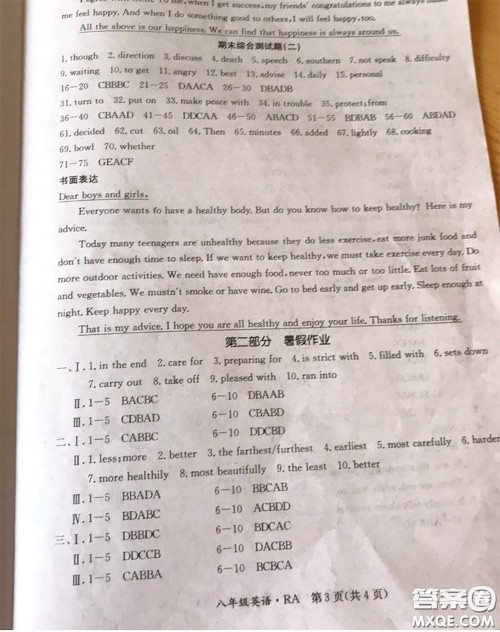 me feel happy. And when I do something good to others, I will feel happy, too.
All the above is our happiness. We can find that happiness is always around us.
期末综合测试题(二)
1. though 2. direction 3. discuss 4. death 5. speech 6. southern 7. not speak 8. difficulty
9. waiting 10. to get 11. angry 12. best 13. advise 14. daily 15. personal
16—20 CBBBC 21—25 DAACA 26—30 DBADB
31. turn to 32. put on 33. make peace with 34. in trouble 35. protect;from
36—40 CBAAD 41—45 DDCAA 46—50 ABACD 51—55 BDBAB 56—60 ABDAD
61. decided 62. cut 63. oil 64. Then 65. minutes 66. added 67. lightly 68. cooking
69. bowl 70. whether
71—75 GEACF
书面表达
Dear boys and girls,
Everyone wants fo have a healthy body. But do you know how to keep healthy? Here is my
advice.
Today many teenagers are unhealthy because they do less exercise, eat more junk food and
don't have enough time to sleep. If we want to keep healthy, we must take exercise every day. Do
more outdoor activities. We need have enough food, never too much or too little. Eat lots of fruit
and vegetables. We mustn't smoke or have wine. Go to bed early and get up early. Sleep enough at
night. Keep happy every day.
That is my advice. I hope you are all healthy and enjoy your life. Thanks for listening.
第二部分 暑假作业
一、Ⅰ. 1. in the end 2. care for 3. preparing for 4. is strict with 5. filled with 6. sets down
7. carry out 8. take off 9. pleased with 10. ran into
Ⅱ. 1—5 BACBC 6—10 DBAAB
Ⅲ. 1—5 CDBAD 6—10 CBABD
二、Ⅰ. 1—5 CABBC 6—10 DDCBD
Ⅱ. 1. less; more 2. better 3. the farthest/furthest 4. earliest 5. most carefully 6. harder
7. more healthily 8. most beautifully 9. the least 10. better
Ⅲ. 1—5 BBADA 6—10 BBCAB
Ⅳ. 1—5 BDABC 6—10 ACBDD
三、Ⅰ. 1—5 DBBDC 6—10 BDCAC
Ⅱ. 1—5 DDCCB 6—10 DACBB
Ⅲ. 1—5 CABBA 6—10 BCBCA
八年级英语·RA 第3页(共4页)
答案圈
MXQE.COM